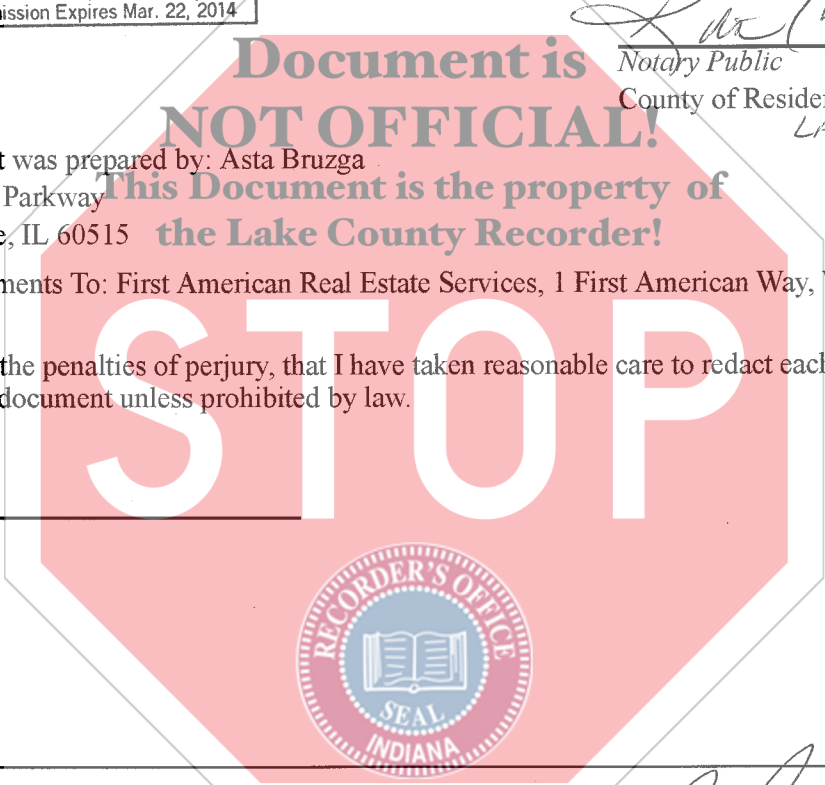 ission Expires Mar. 22, 2014
Document is
Notary Public
NOT OFFICIAL!
County of Reside
t was prepared by: Asta Bruzga
Parkway
This Document is the property of
e, IL 60515
the Lake County Recorder!
ments To: First American Real Estate Services, 1 First American Way,
the penalties of perjury, that I have taken reasonable care to redact each
document unless prohibited by law.
STOP
RECORDER'S OFFICE
SEAL
INDIANA